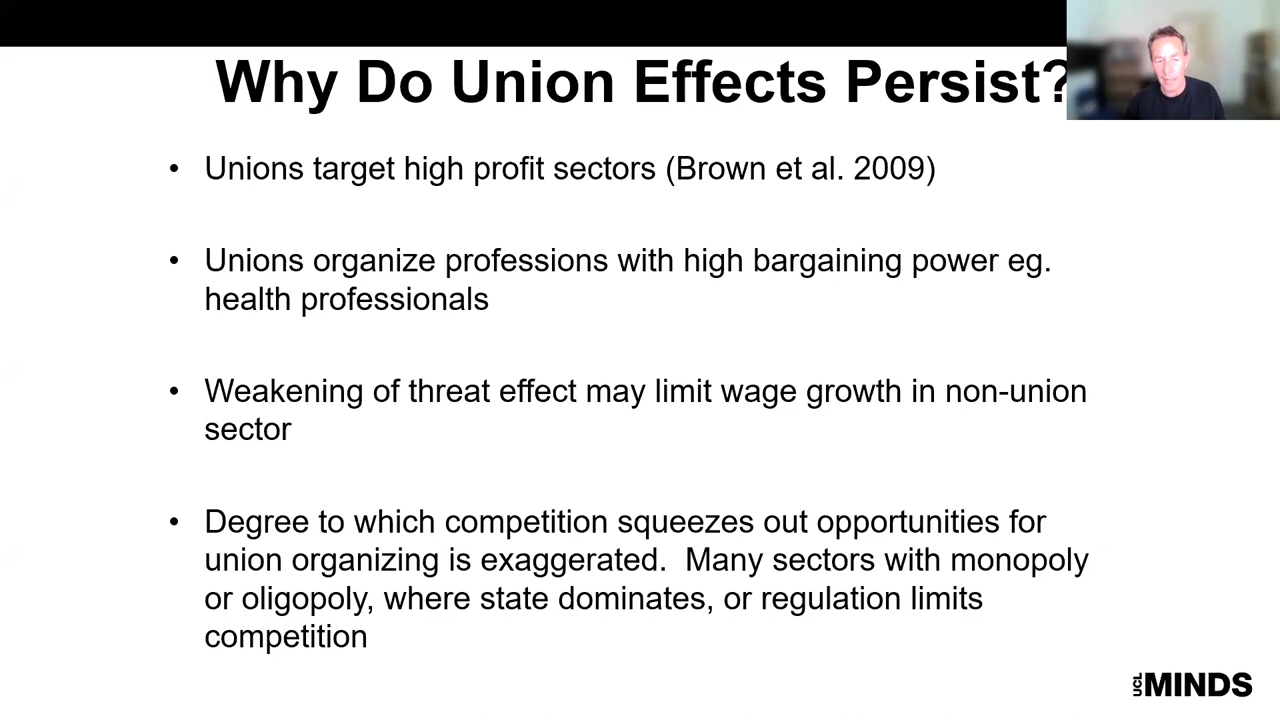 Why Do Union Effects Persist?
• Unions target high profit sectors (Brown et al. 2009)
• Unions organize professions with high bargaining power eg.
health professionals
• Weakening of threat effect may limit wage growth in non-union
sector
• Degree to which competition squeezes out opportunities for
union organizing is exaggerated.  Many sectors with monopoly
or oligopoly, where state dominates, or regulation limits
competition
UCL MINDS